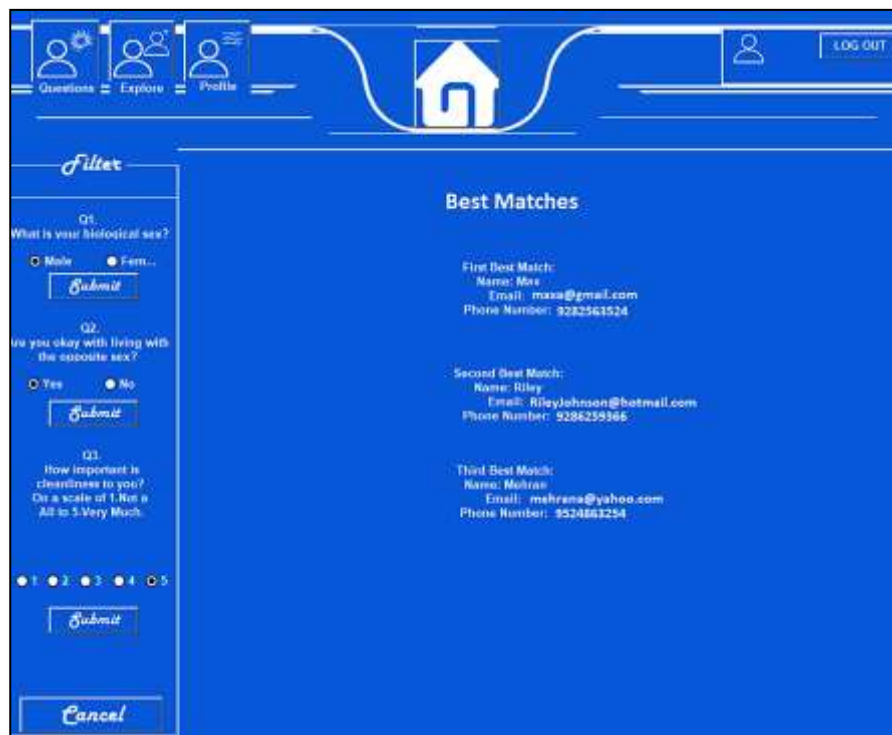 Questions
Explore
Profile
LOG OUT
Filter
Q1.
What is your biological sex?
Male Fem...
Submit
Q2.
re you okay with living with
the opposite sex?
Yes No
Submit
Q3.
How important is
cleanliness to you?
On a scale of 1.Not a
All to 5.Very Much.
1 2 3 4 5
Submit
Cancel
Best Matches
First Best Match:
Name: Max
Email: maxa@gmail.com
Phone Number: 9282563524
Second Best Match:
Name: Riley
Email: RileyJohnson@hotmail.com
Phone Number: 9286259366
Third Best Match:
Name: Mehran
Email: mehrana@yahoo.com
Phone Number: 9524863254